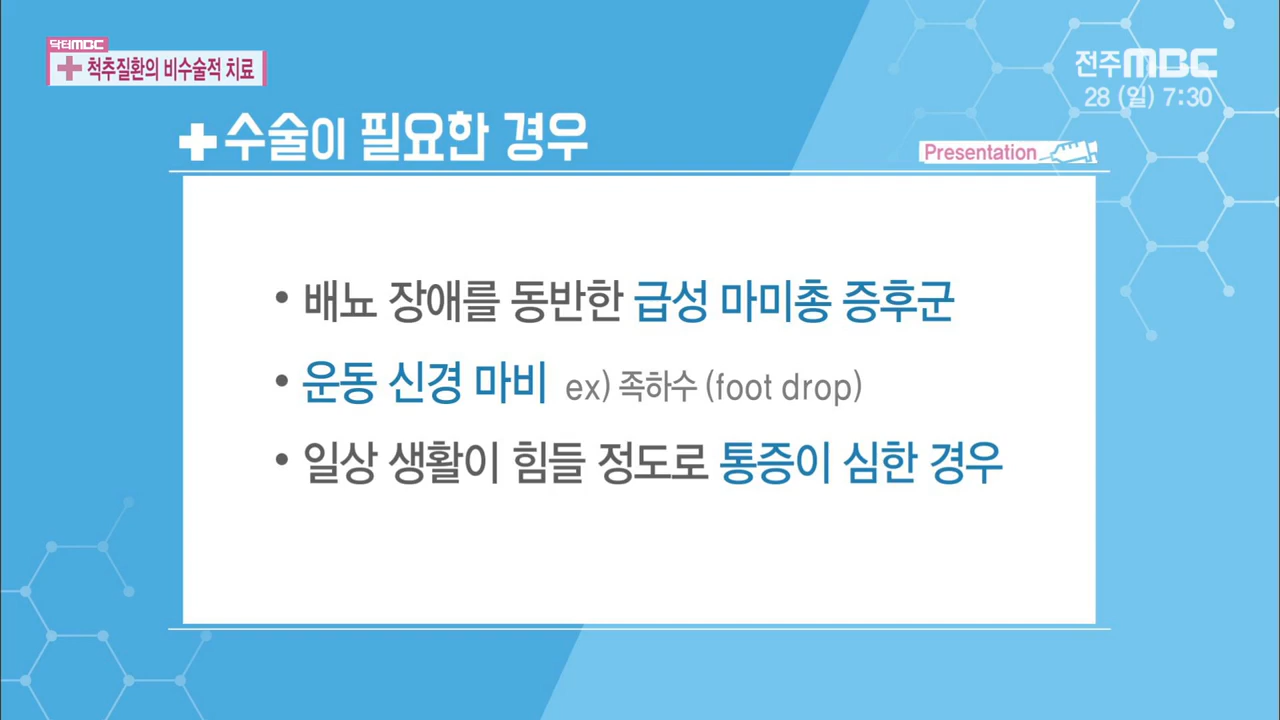 닥터MBC
척추질환의 비수술적 치료
전주MBC
28 (일) 7:30
수술이 필요한 경우
Presentation
• 배뇨 장애를 동반한 급성 마미총 증후군
• 운동 신경 마비 ex) 족하수 (foot drop)
• 일상 생활이 힘들 정도로 통증이 심한 경우